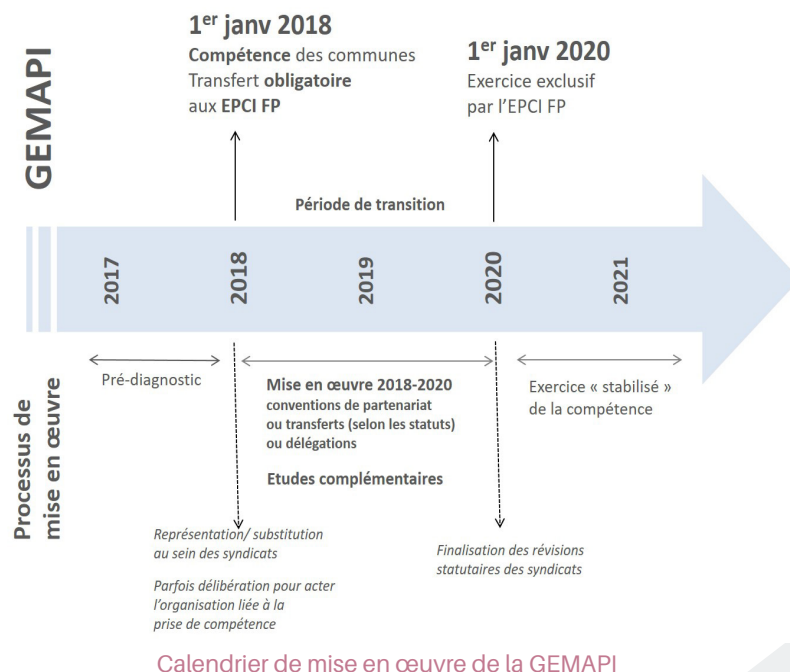 GEMAPI
1er janv 2018
Compétence des communes
Transfert obligatoire
aux EPCI FP
1er janv 2020
Exercice exclusif
par l'EPCI FP
Période de transition
2017
2018
2019
2020
2021
Processus de
mise en œuvre
Pré-diagnostic
Mise en œuvre 2018-2020
conventions de partenariat
ou transferts (selon les statuts)
ou délégations
Etudes complémentaires
Exercice « stabilisé »
de la compétence
Représentation/ substitution
au sein des syndicats
Parfois délibération pour acter
l'organisation liée à la
prise de compétence
Finalisation des révisions
statutaires des syndicats
Calendrier de mise en œuvre de la GEMAPI